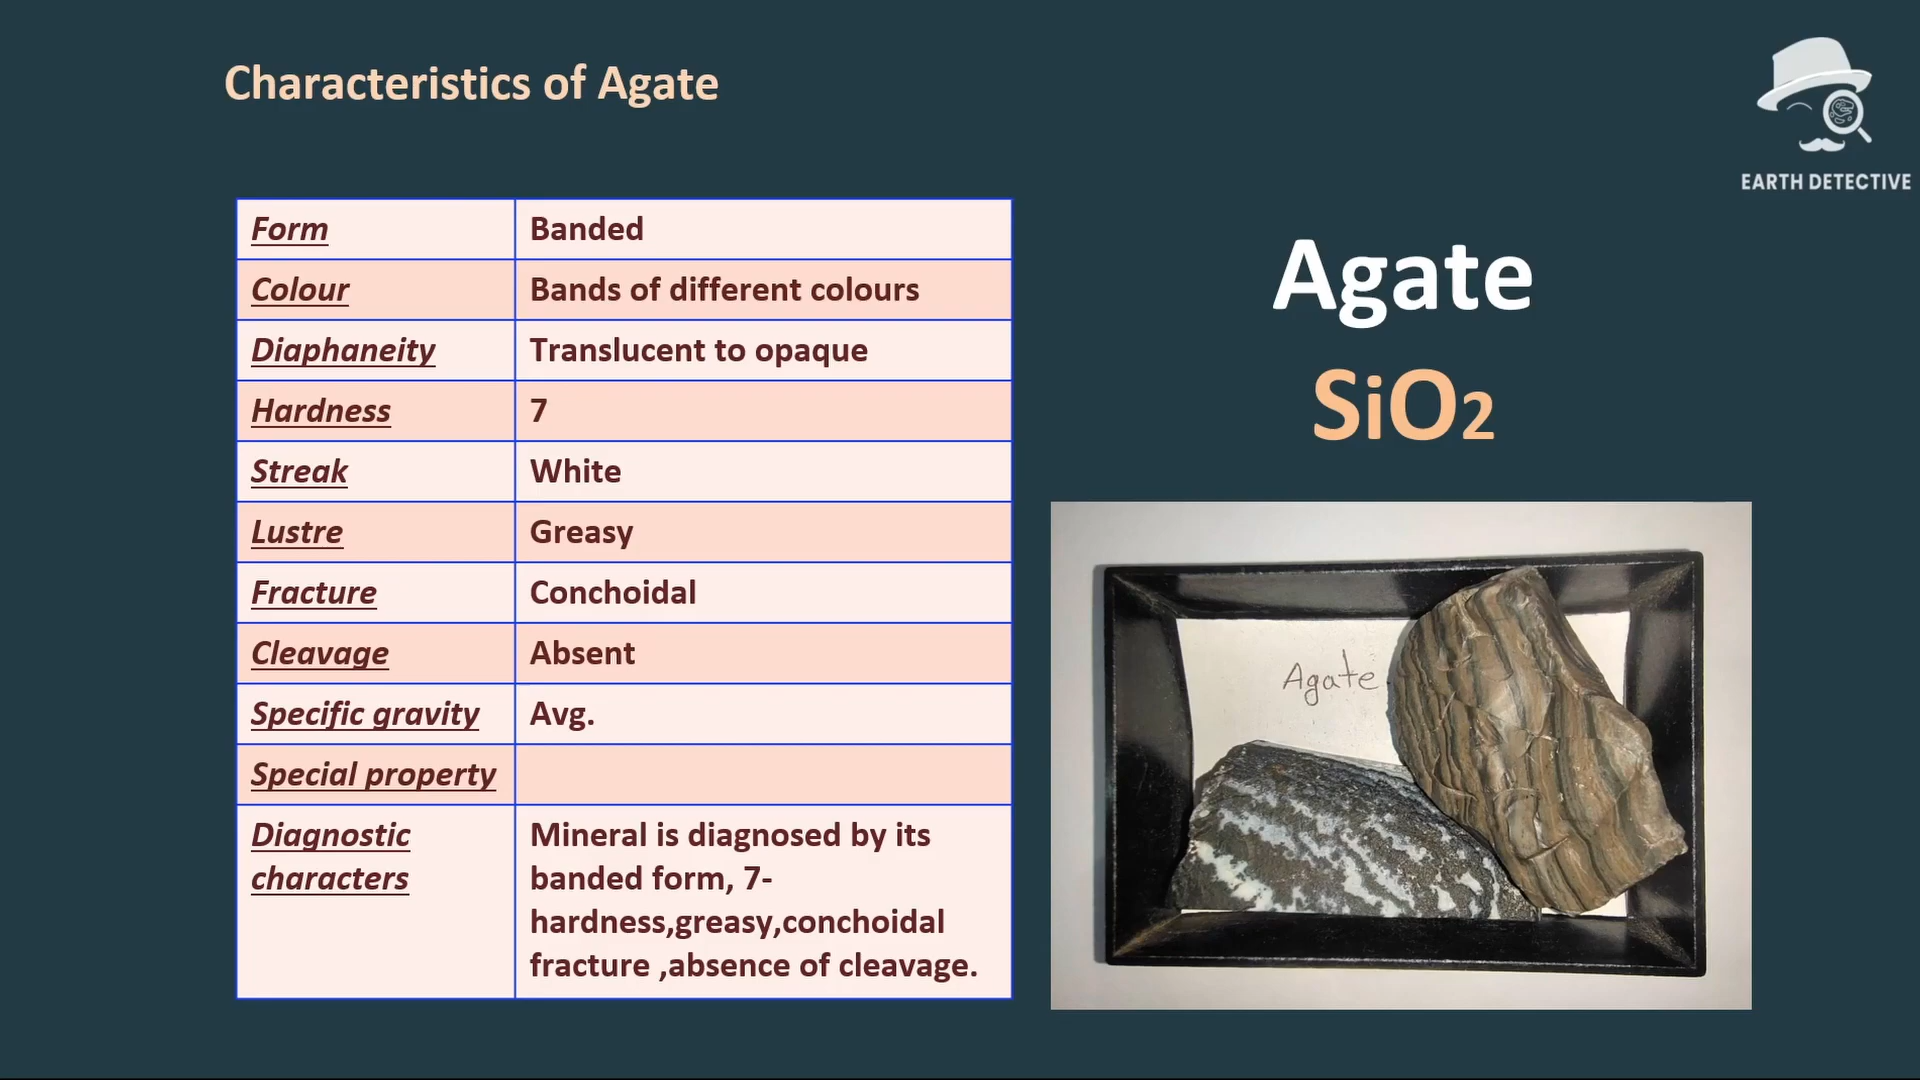 Characteristics of Agate
EARTH DETECTIVE
Form Banded
Colour Bands of different colours
Diaphaneity Translucent to opaque
Hardness 7
Streak White
Lustre Greasy
Fracture Conchoidal
Cleavage Absent
Specific gravity Avg.
Special property
Diagnostic characters
Mineral is diagnosed by its
banded form, 7-
hardness,greasy,conchoidal
fracture ,absence of cleavage.
Agate
SiO2
Agate